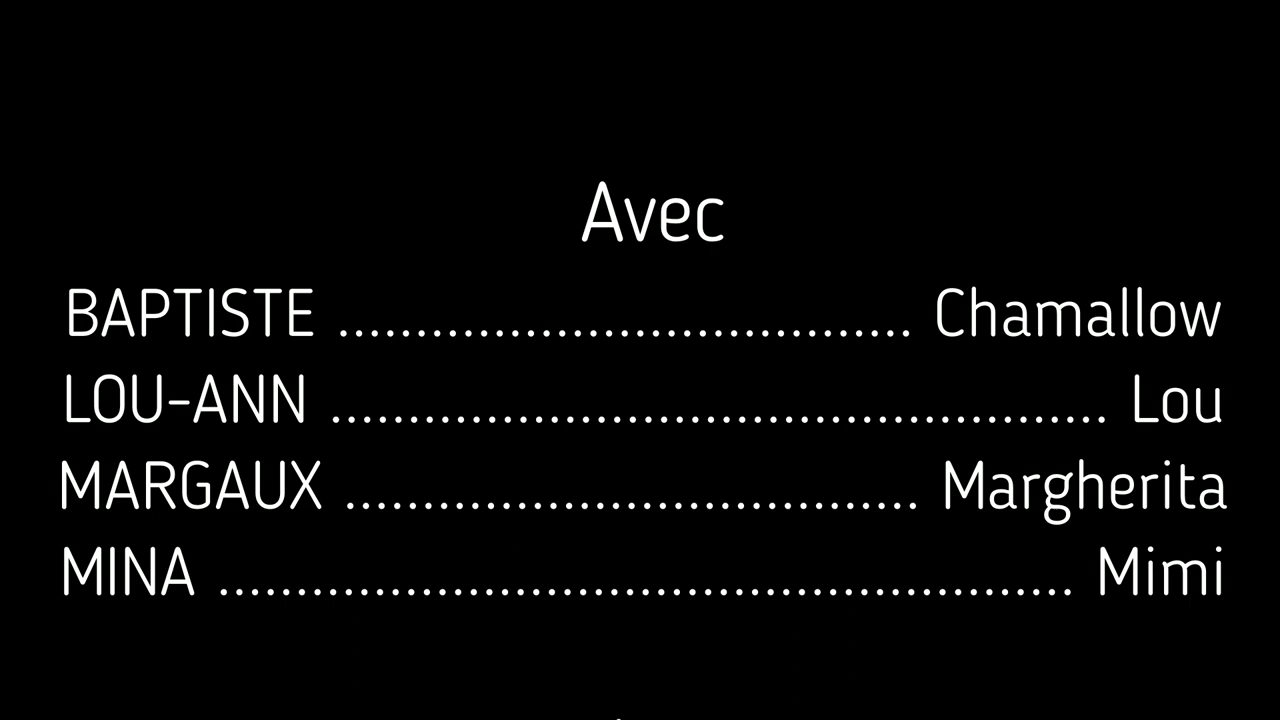 Avec
BAPTISTE ..................................... Chamallow
LOU-ANN .................................................. Lou
MARGAUX ..................................... Margherita
MINA ....................................................... Mimi